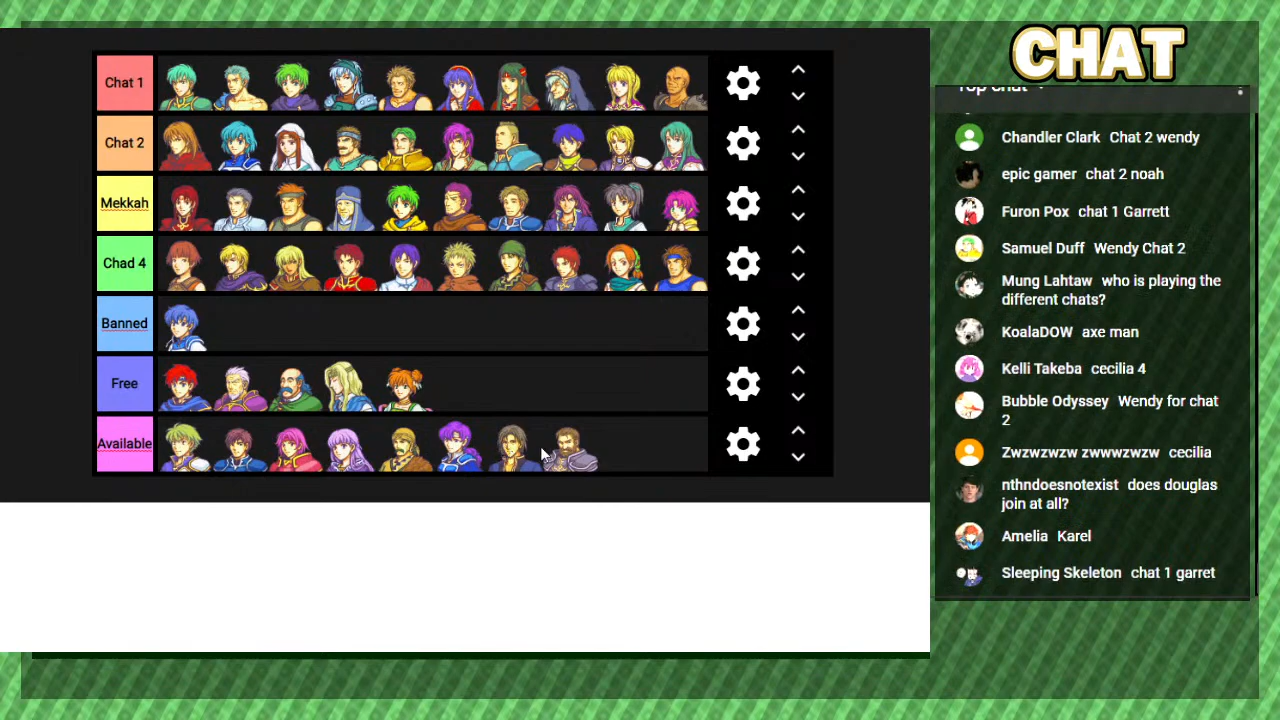 Chat 1
Chat 2
Mekkah
Chad 4
Banned
Free
Available
CHAT
Top chat
Chandler Clark Chat 2 wendy
epic gamer chat 2 noah
Furon Pox chat 1 Garrett
Samuel Duff Wendy Chat 2
Mung Lahtaw who is playing the
different chats?
KoalaDOW axe man
Kelli Takeba cecilia 4
Bubble Odyssey Wendy for chat
2
Zwzwzwzw zwwwzwzw cecilia
nthndoesnotexist does douglas
join at all?
Amelia Karel
Sleeping Skeleton chat 1 garret